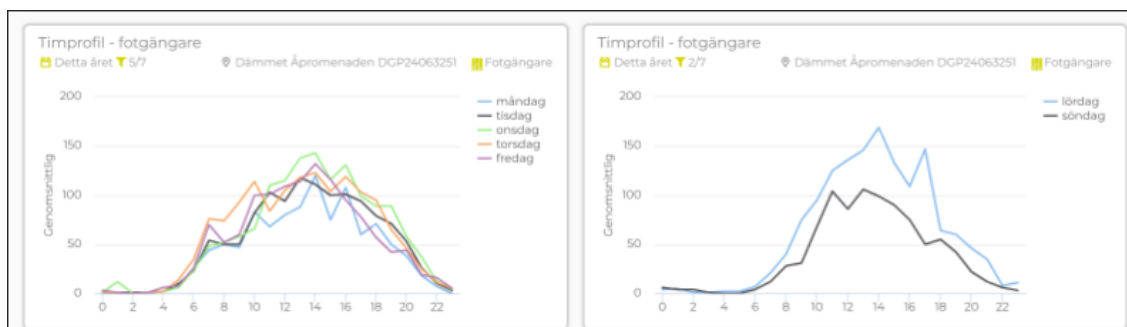 Timprofil - fotgängare
Detta året 5/7 Dämmet Åpromenaden DGP24063251 Fotgängare
200
150
100
50
0
Genomsnittlig
0 2 4 6 8 10 12 14 16 18 20 22
måndag
tisdag
onsdag
torsdag
fredag
Timprofil - fotgängare
Detta året 2/7 Dämmet Åpromenaden DGP24063251 Fotgängare
200
150
100
50
0
Genomsnittlig
0 2 4 6 8 10 12 14 16 18 20 22
lördag
söndag